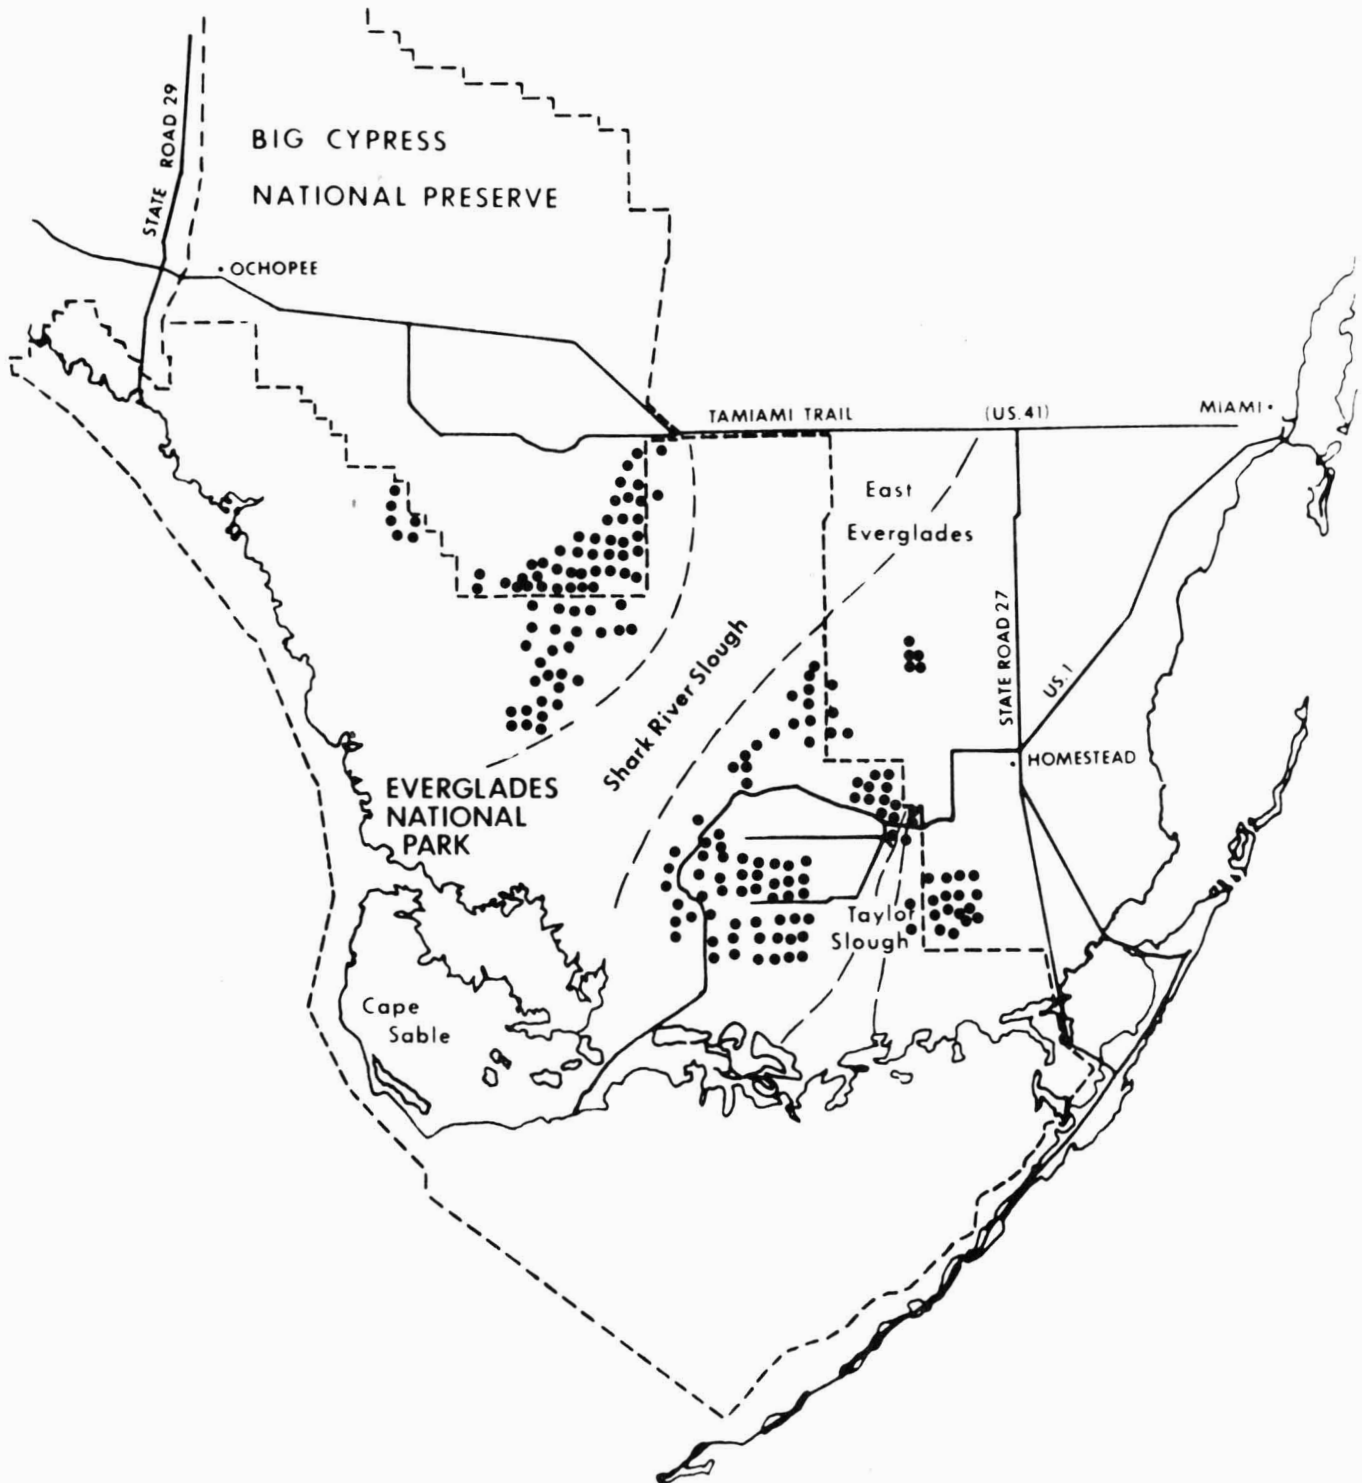 STATE ROAD 29
BIG CYPRESS
NATIONAL PRESERVE
OCHOPEE
TAMIAMI TRAIL
(US. 41)
MIAMI
East
Everglades
STATE ROAD 27
US. 1
Shark River Slough
HOMESTEAD
EVERGLADES
NATIONAL
PARK
Taylor
Slough
Cape
Sable